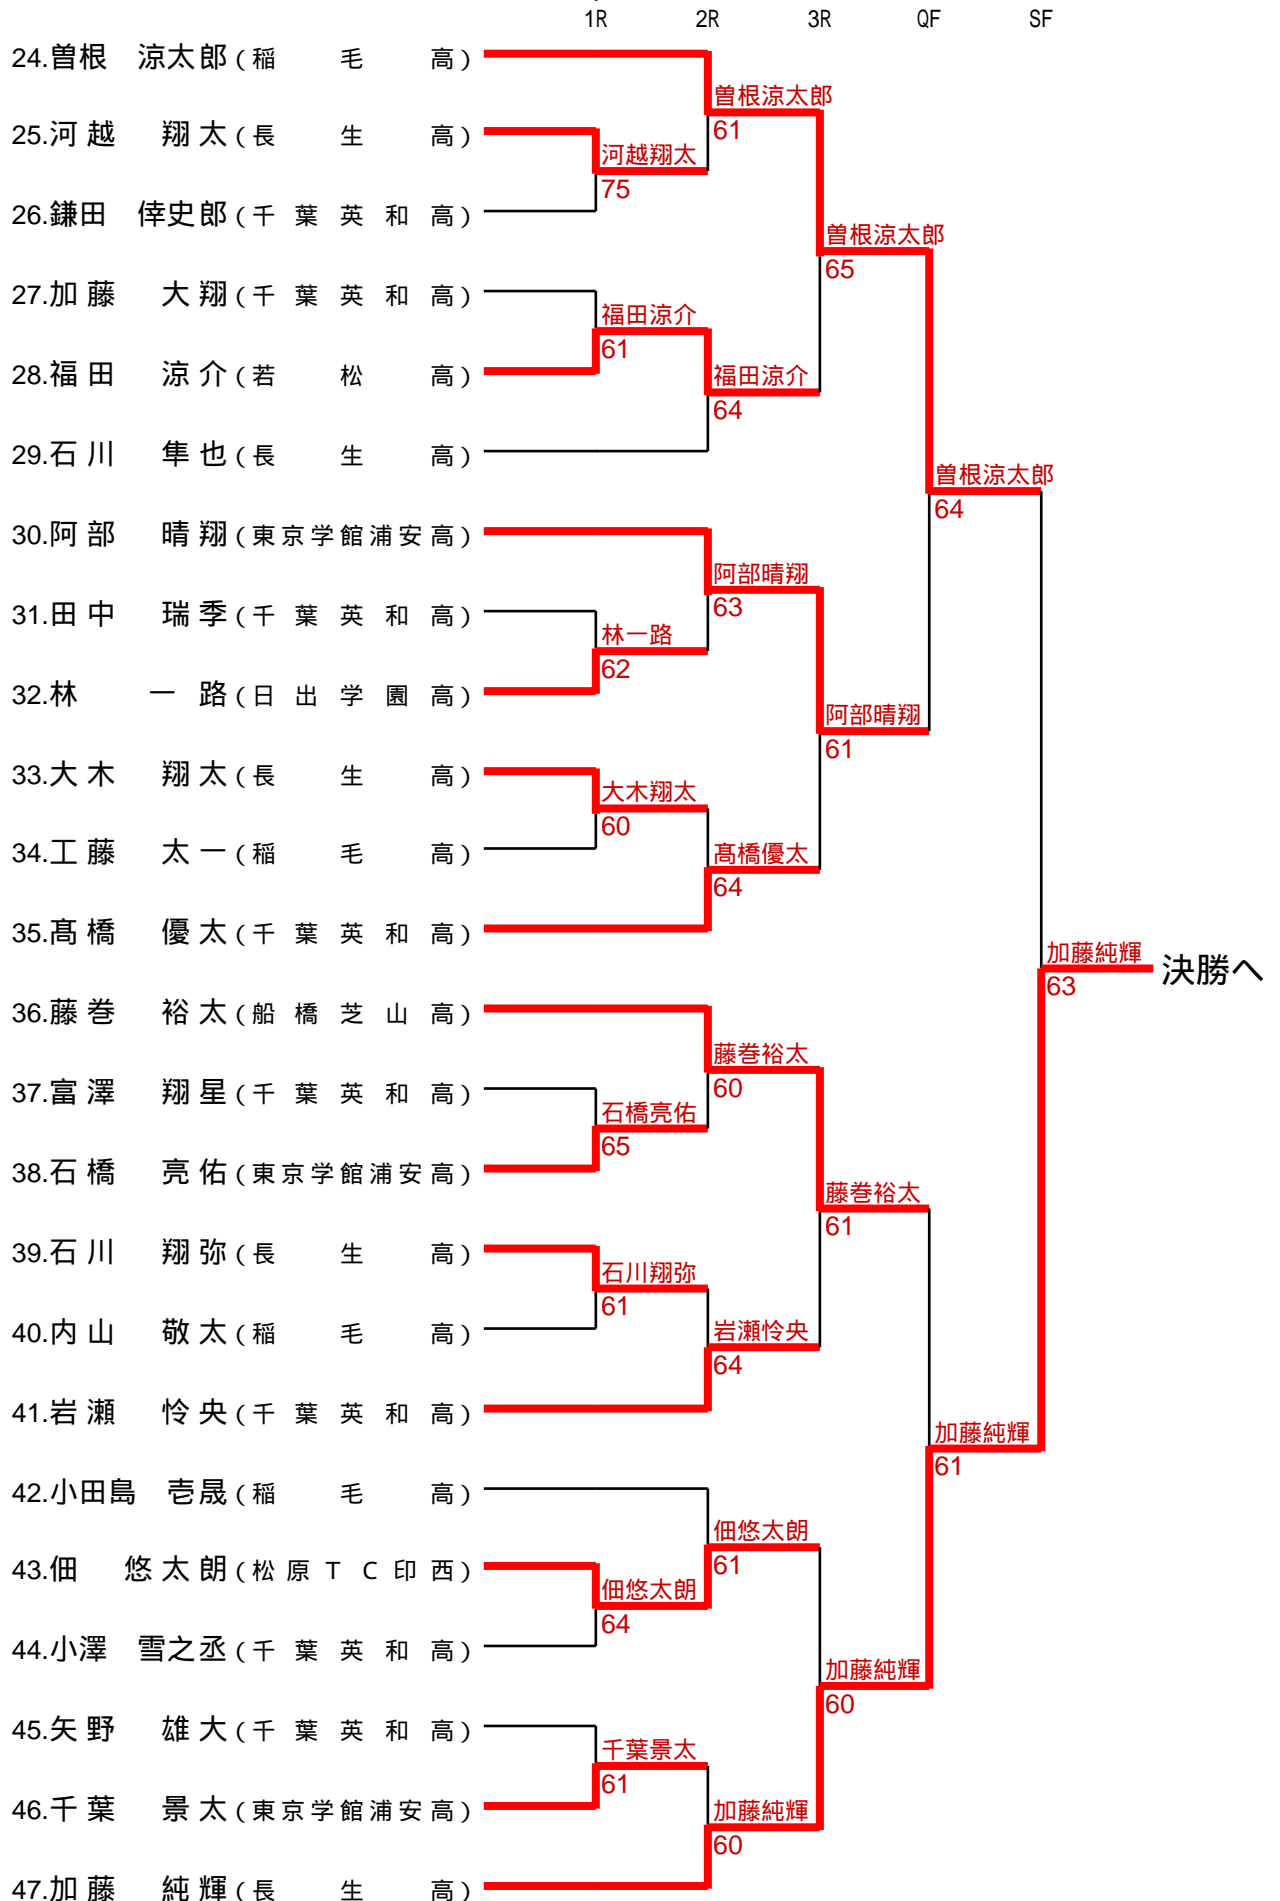 1R 2R 3R QF SF
24.曽根 涼太郎(稲毛高)
曽根涼太郎
61
25.河越 翔太(長生高)
河越翔太
75
26.鎌田 倖史郎(千葉英和高)
曽根涼太郎
65
27.加藤 大翔(千葉英和高)
福田涼介
61
28.福田 涼介(若松高)
福田涼介
64
29.石川 隼也(長生高)
曽根涼太郎
64
30.阿部 晴翔(東京学館浦安高)
阿部晴翔
63
31.田中 瑞季(千葉英和高)
林一路
62
32.林 一路(日出学園高)
阿部晴翔
61
33.大木 翔太(長生高)
大木翔太
60
34.工藤 太一(稲毛高)
髙橋優太
64
35.髙橋 優太(千葉英和高)
加藤純輝
63
決勝へ
36.藤巻 裕太(船橋芝山高)
藤巻裕太
60
37.富澤 翔星(千葉英和高)
石橋亮佑
65
38.石橋 亮佑(東京学館浦安高)
藤巻裕太
61
39.石川 翔弥(長生高)
石川翔弥
61
40.内山 敬太(稲毛高)
岩瀬怜央
64
41.岩瀬 怜央(千葉英和高)
加藤純輝
61
42.小田島 壱晟(稲毛高)
佃悠太朗
61
43.佃 悠太朗(松原TC印西)
佃悠太朗
64
44.小澤 雪之丞(千葉英和高)
加藤純輝
60
45.矢野 雄大(千葉英和高)
千葉景太
61
46.千葉 景太(東京学館浦安高)
加藤純輝
60
47.加藤 純輝(長生高)